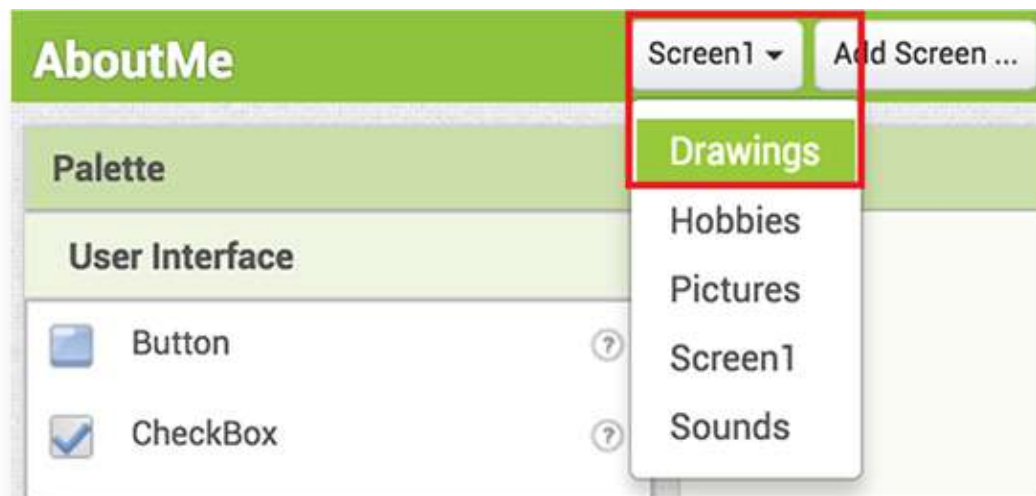 AboutMe
Screen1
Add Screen ...
Palette
User Interface
Button
?
CheckBox
?
Drawings
Hobbies
Pictures
Screen1
Sounds